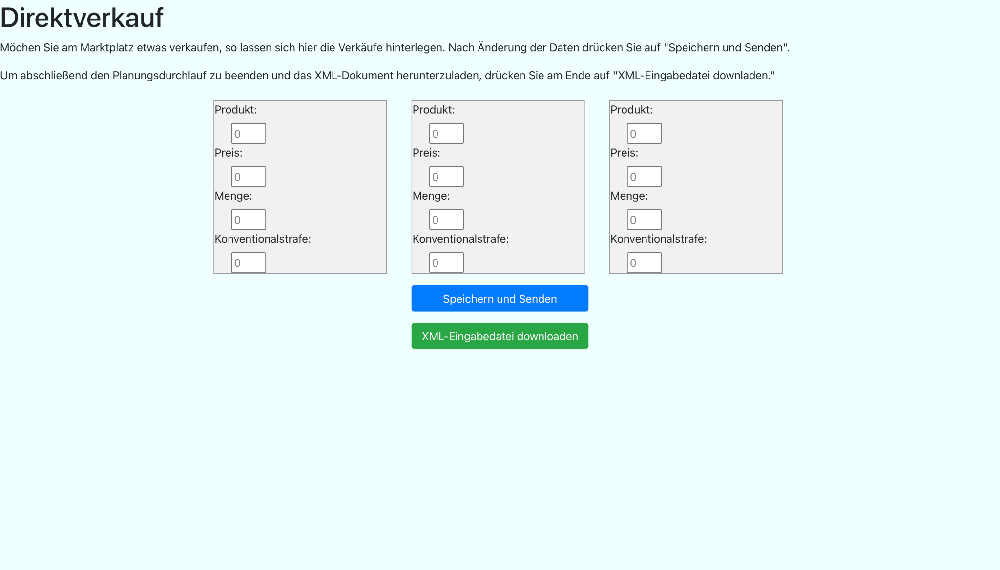 Direktverkauf
Möchen Sie am Marktplatz etwas verkaufen, so lassen sich hier die Verkäufe hinterlegen. Nach Änderung der Daten drücken Sie auf "Speichern und Senden".
Um abschließend den Planungsdurchlauf zu beenden und das XML-Dokument herunterzuladen, drücken Sie am Ende auf "XML-Eingabedatei downladen."
Produkt:
0
Preis:
0
Menge:
0
Konventionalstrafe:
0
Produkt:
0
Preis:
0
Menge:
0
Konventionalstrafe:
0
Produkt:
0
Preis:
0
Menge:
0
Konventionalstrafe:
0
Speichern und Senden
XML-Eingabedatei downloaden